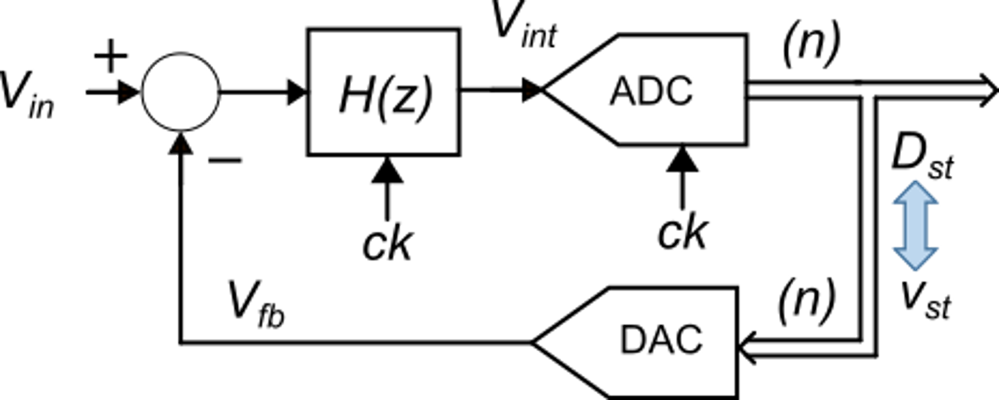 V_int
(n)
+
V_in
H(z)
ADC
D_st
−
ck
ck
V_fb
(n)
v_st
DAC